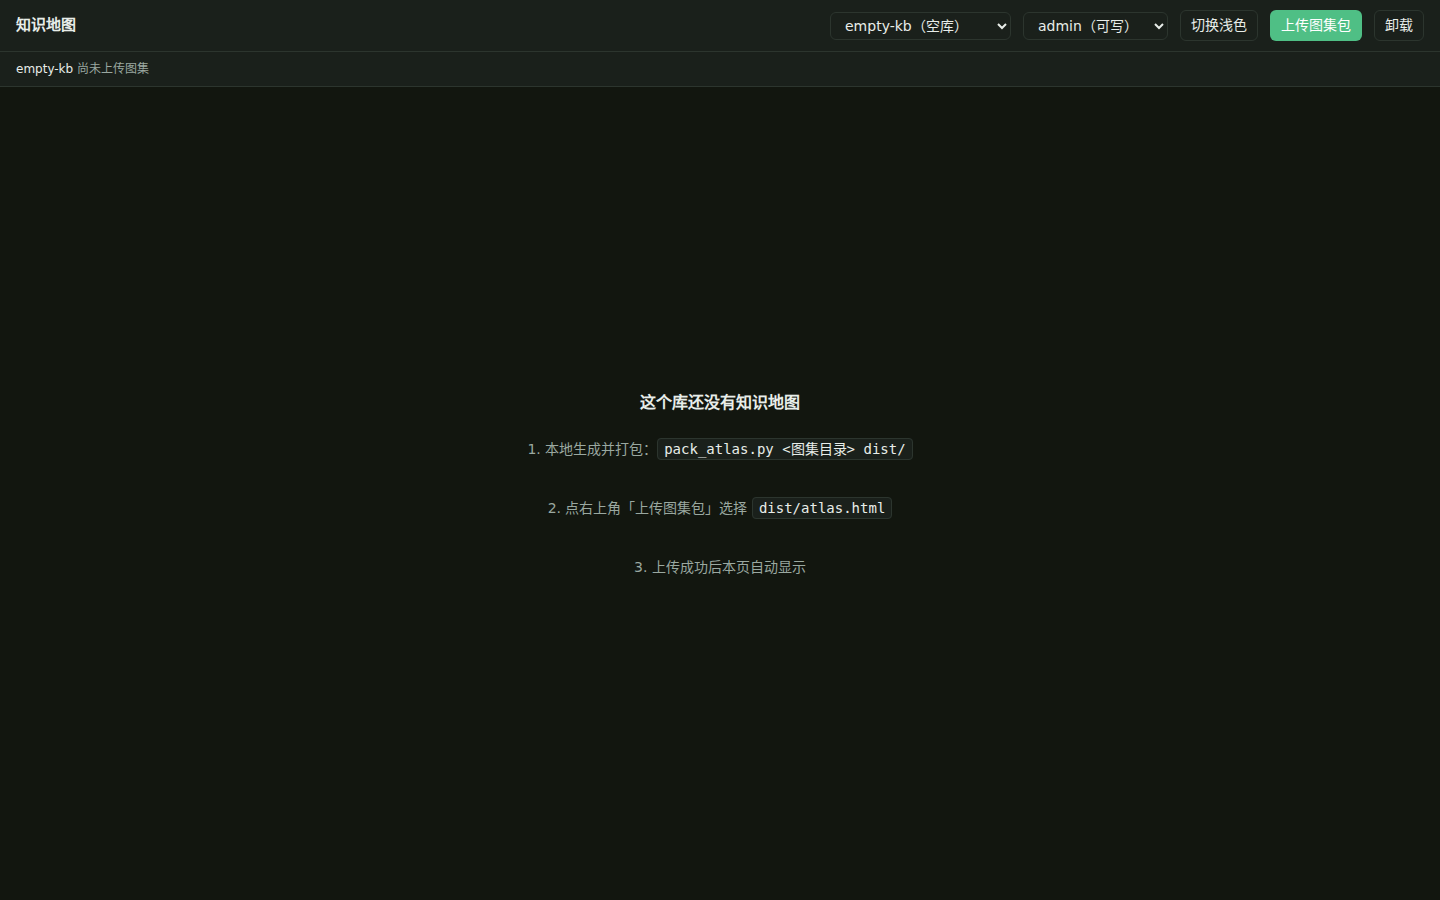 知识地图
empty-kb（空库）
admin（可写）
切换浅色
上传图集包
卸载
empty-kb 尚未上传图集
这个库还没有知识地图
1. 本地生成并打包：pack_atlas.py <图集目录> dist/
2. 点右上角「上传图集包」选择 dist/atlas.html
3. 上传成功后本页自动显示